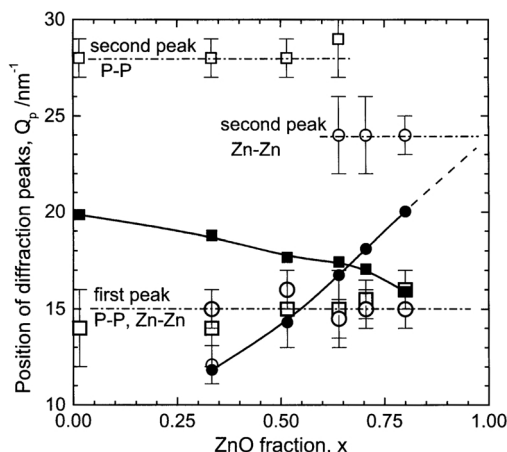 30
second peak
P-P
25
second peak
Zn-Zn
20
first peak
15
P-P, Zn-Zn
10
0.00 0.25 0.50 0.75 1.00
ZnO fraction, x
Position of diffraction peaks, Qp /nm-1